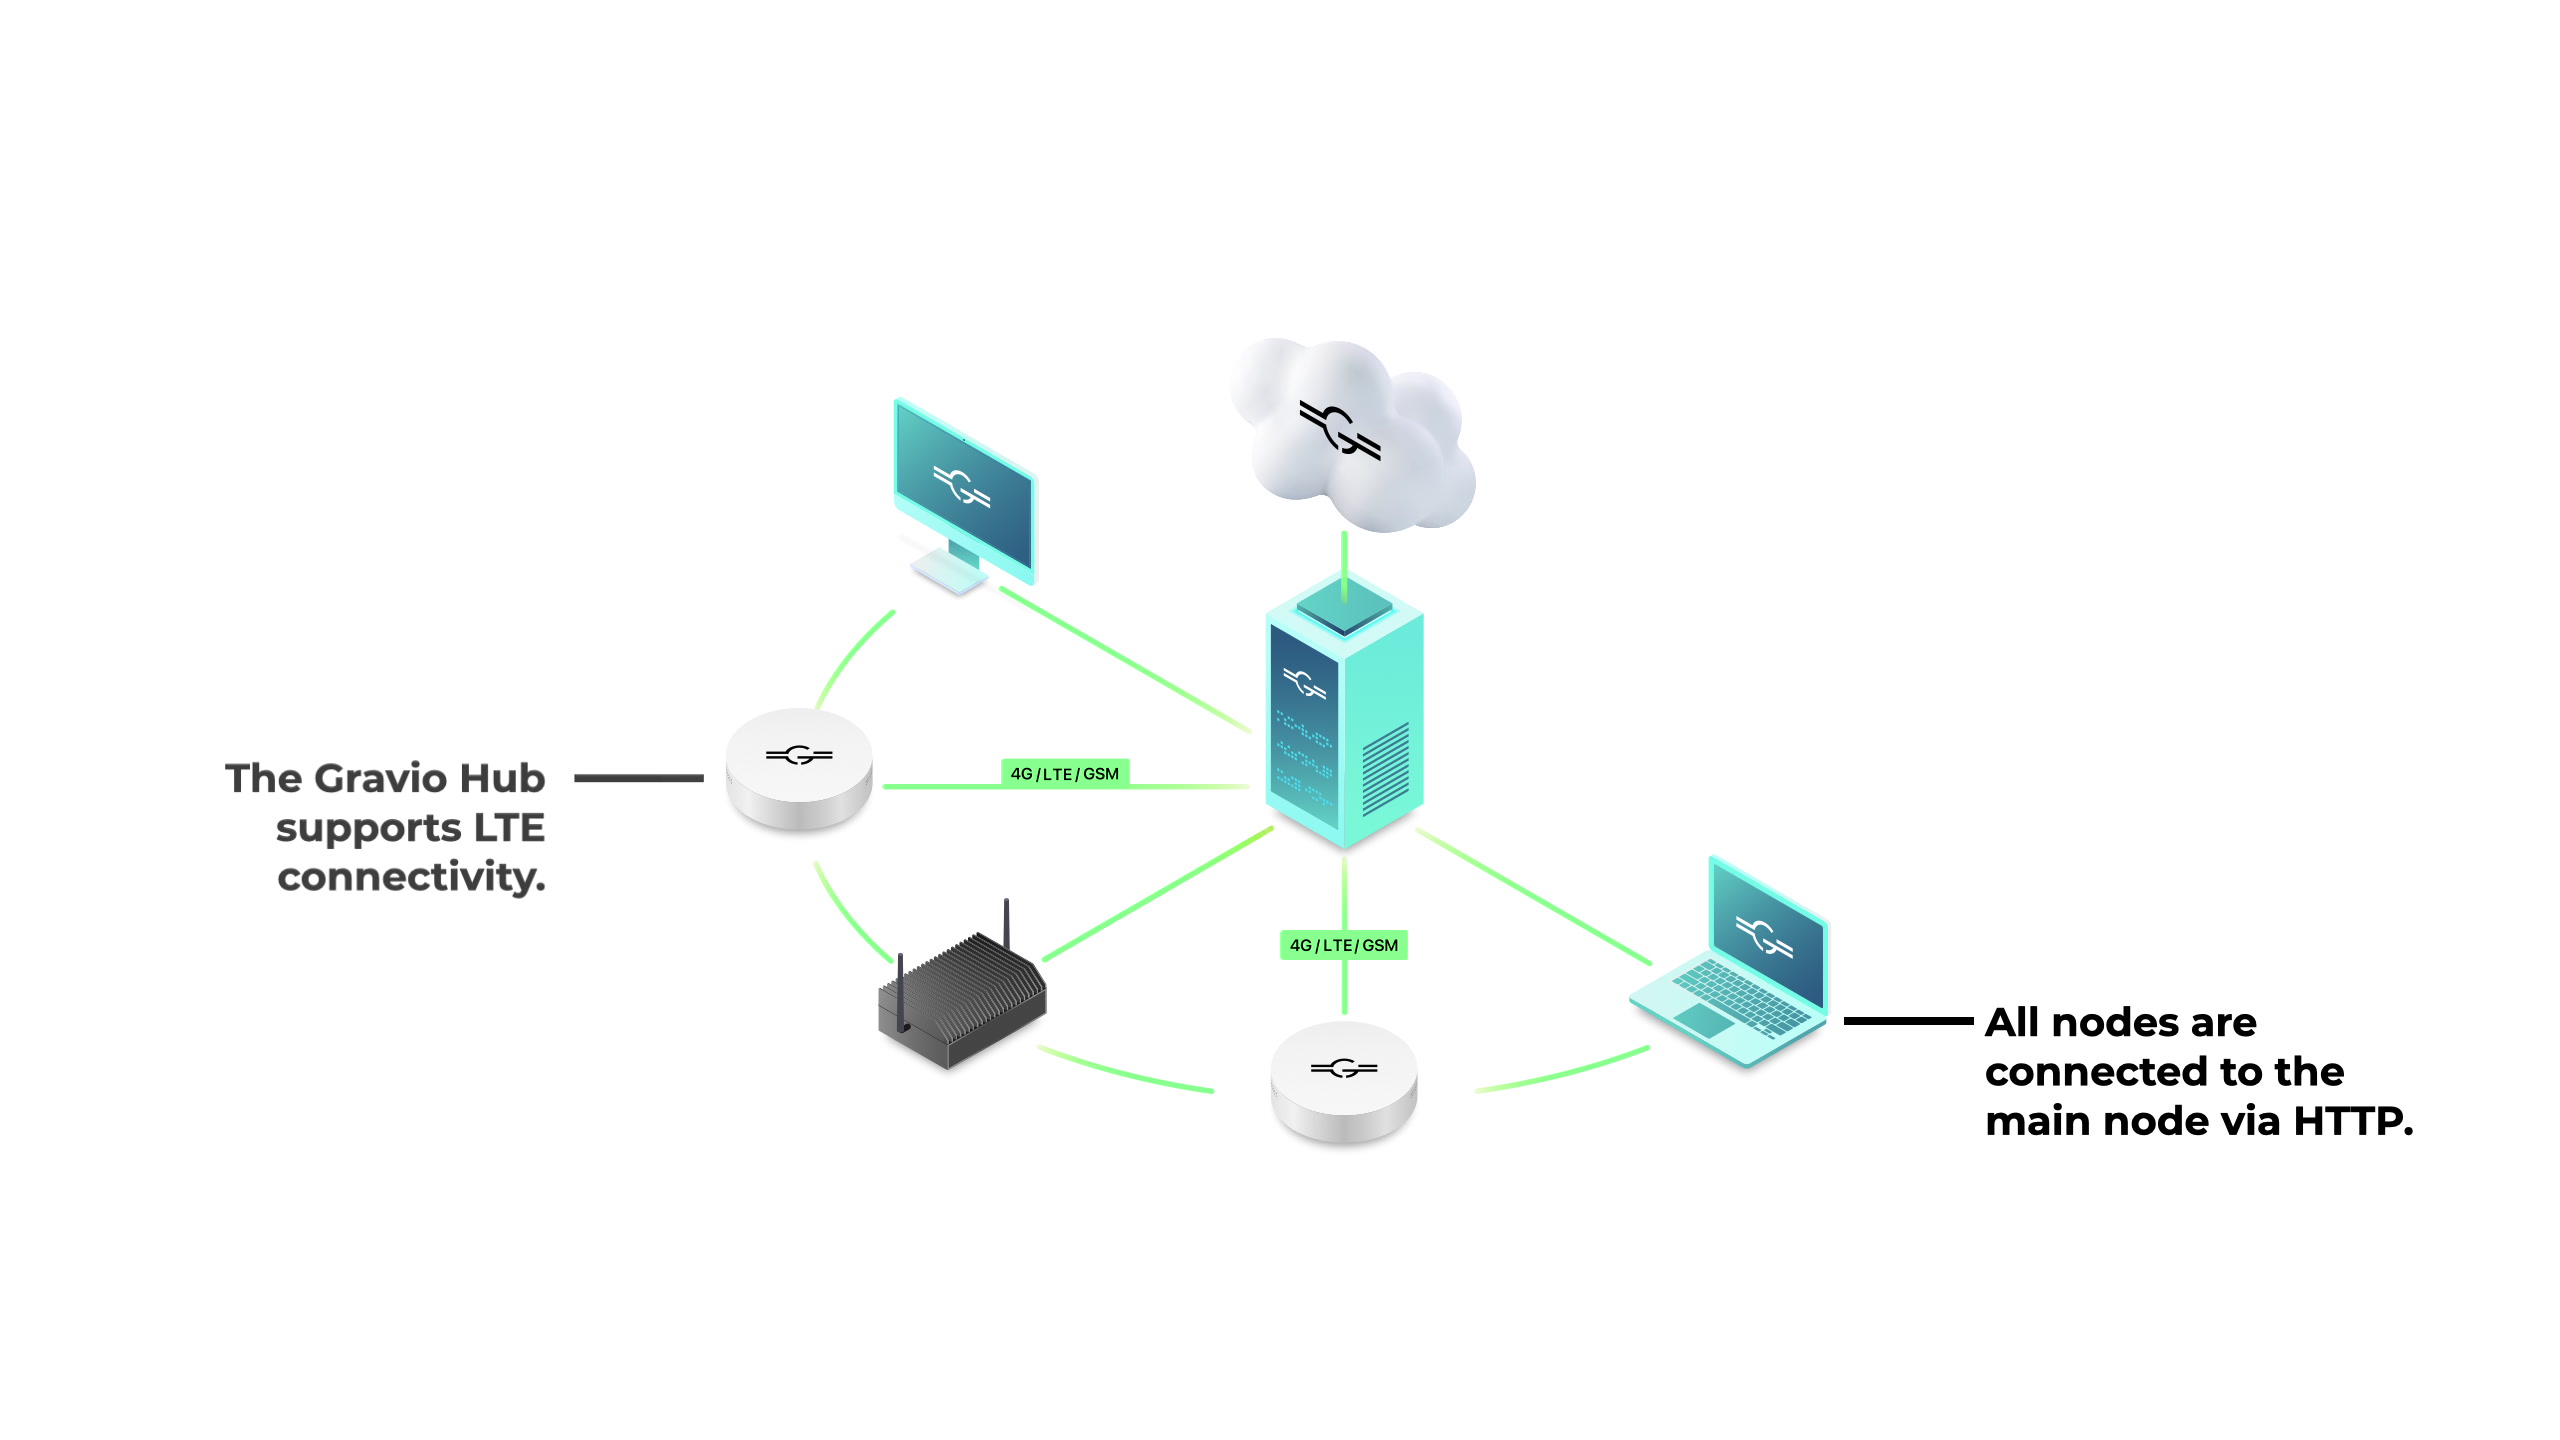 The Gravio Hub
supports LTE
connectivity.
4G / LTE / GSM
4G / LTE / GSM
All nodes are
connected to the
main node via HTTP.